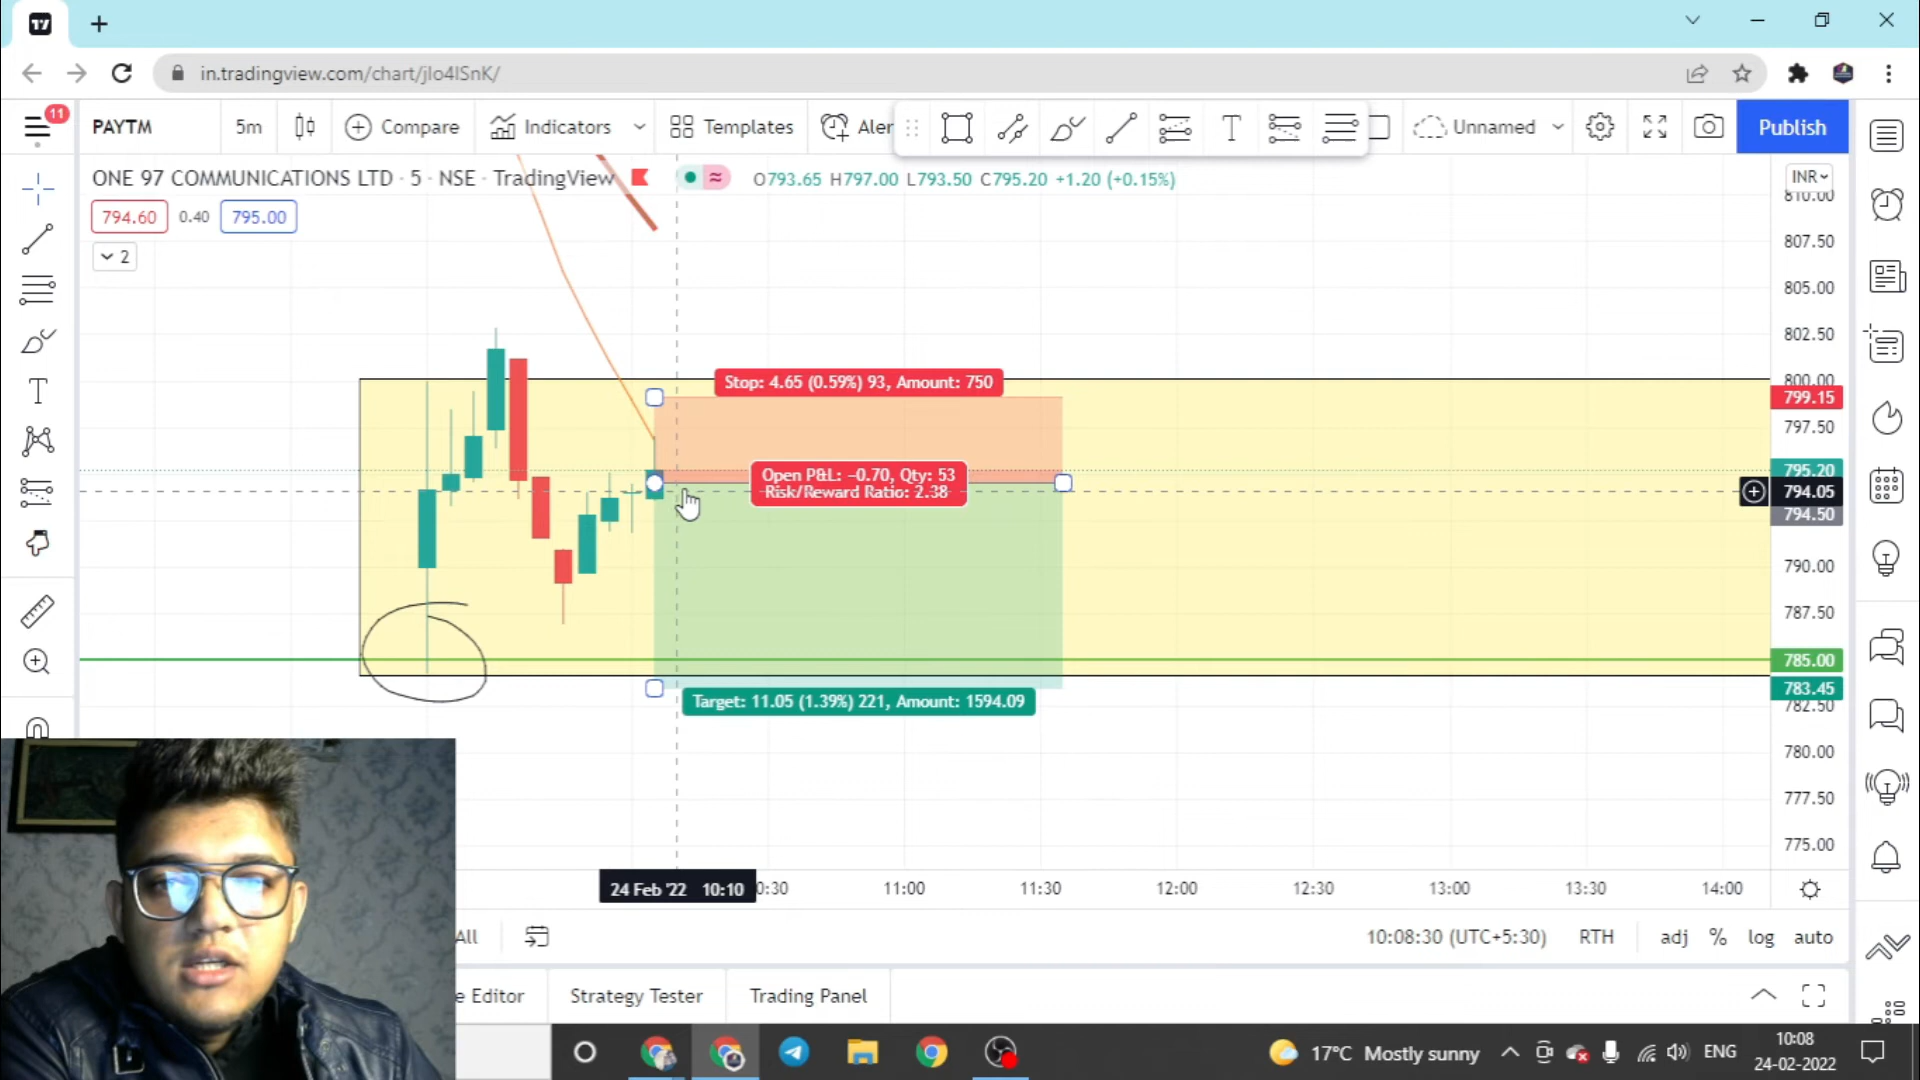 in.tradingview.com/chart/jIo4ISnK/
11
PAYTM
5m
Compare
Indicators
Templates
Aler
Unnamed
Publish
ONE 97 COMMUNICATIONS LTD · 5 · NSE · TradingView
O793.65 H797.00 L793.50 C795.20 +1.20 (+0.15%)
INR
794.60
0.40
795.00
2
810.00
807.50
805.00
802.50
800.00
799.15
797.50
795.20
794.05
794.50
790.00
787.50
785.00
783.45
782.50
780.00
777.50
775.00
Stop: 4.65 (0.59%) 93, Amount: 750
Open P&L: −0.70, Qty: 53
Risk/Reward Ratio: 2.38
Target: 11.05 (1.39%) 221, Amount: 1594.09
24 Feb '22 10:10
0:30
11:00
11:30
12:00
12:30
13:00
13:30
14:00
All
10:08:30 (UTC+5:30)
RTH
adj
%
log
auto
e Editor
Strategy Tester
Trading Panel
17°C Mostly sunny
ENG
10:08
24-02-2022